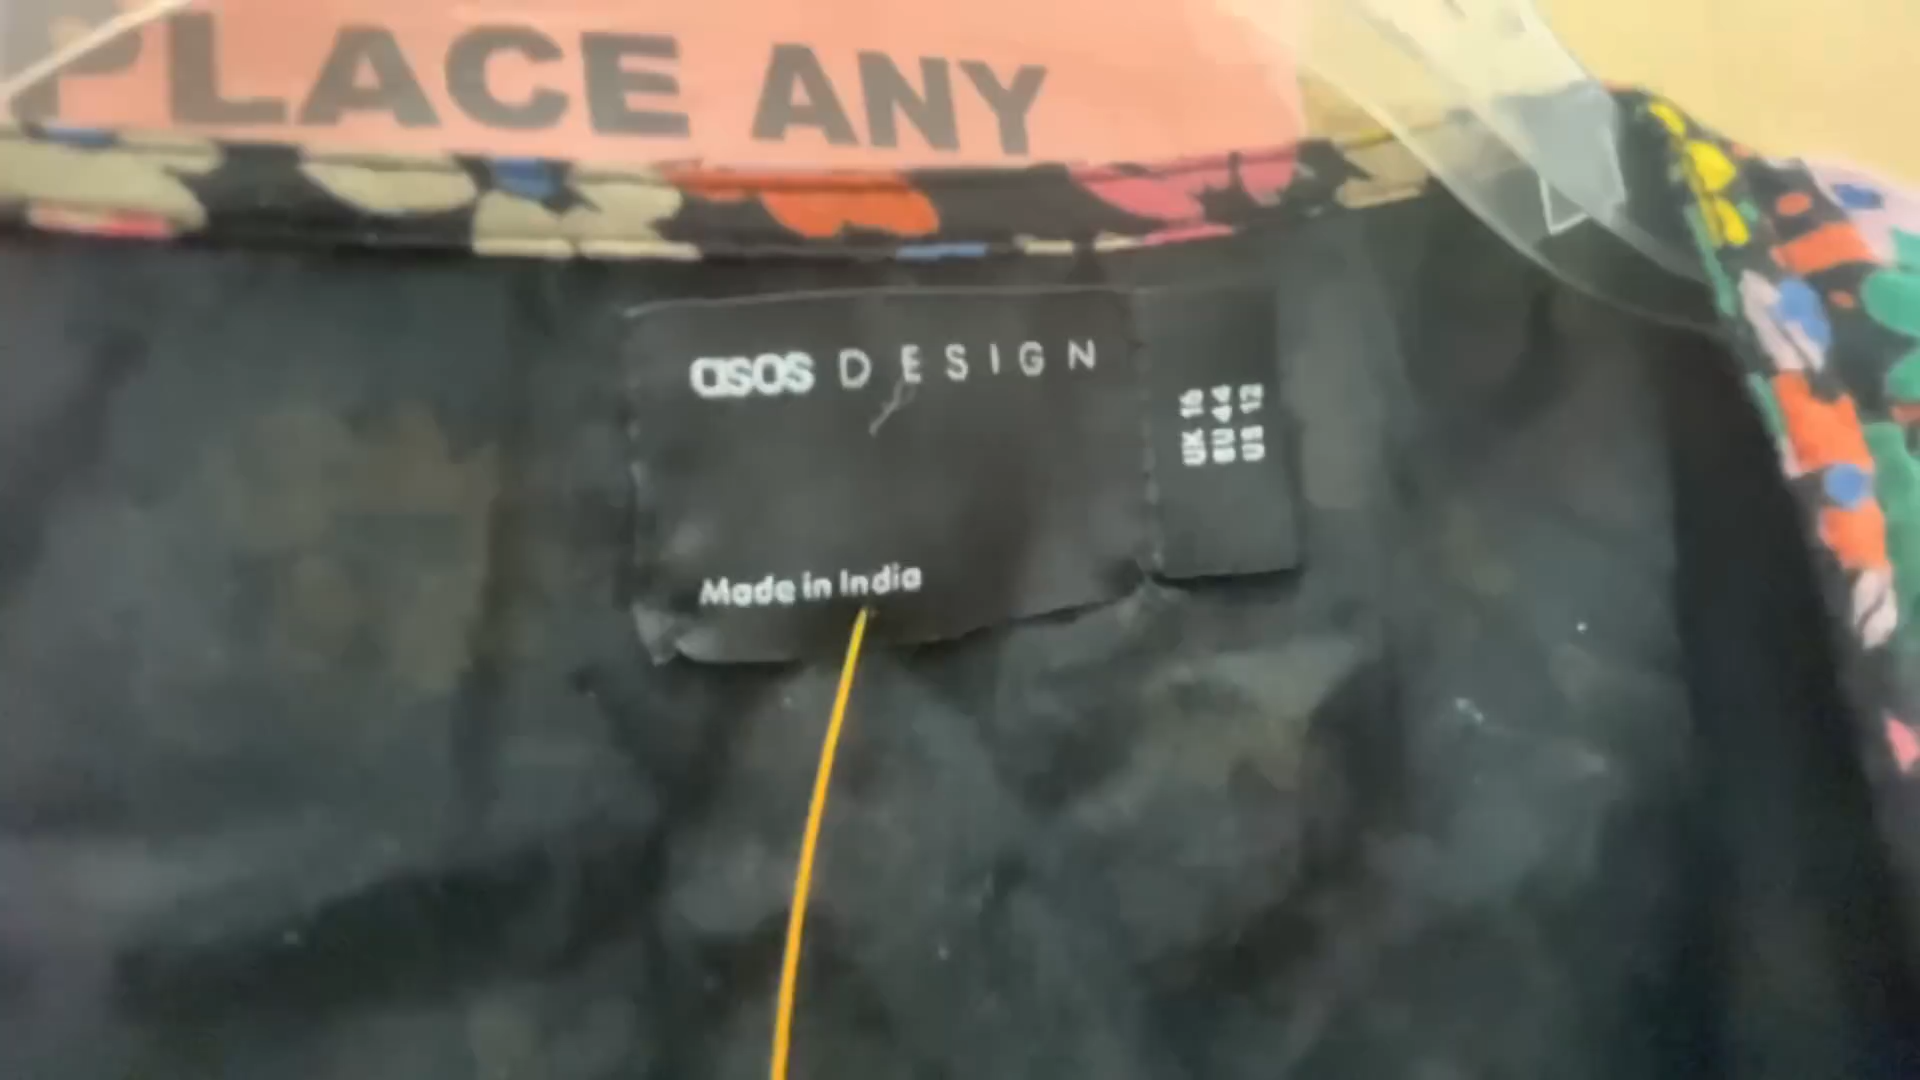 PLACE ANY
asos DESIGN
UK 16
EU 44
US 12
Made in India